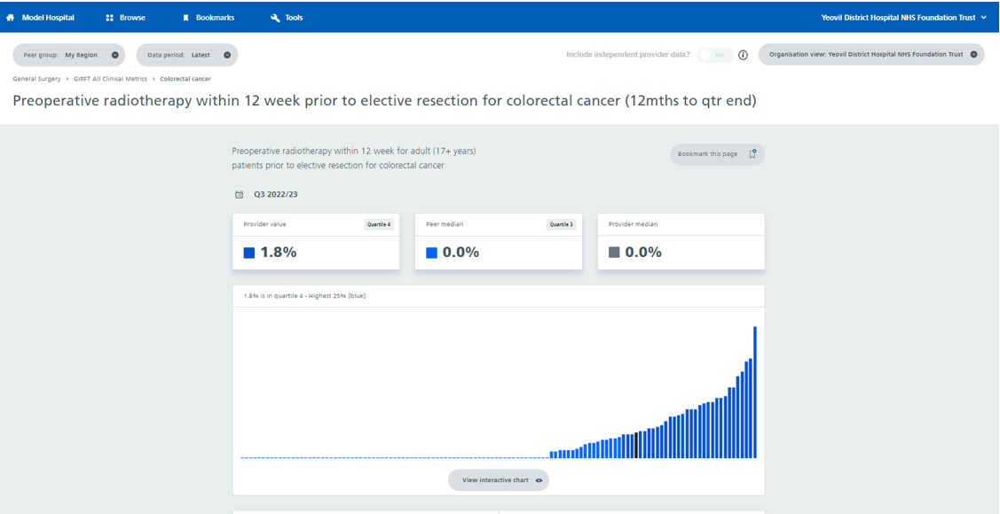 Model Hospital Browse Bookmarks Tools Yeovil District Hospital NHS Foundation Trust
Peer group: My Region Data period: Latest Include independent provider data? No Organisation view: Yeovil District Hospital NHS Foundation Trust
General Surgery > GIRFT All Clinical Metrics > Colorectal cancer
Preoperative radiotherapy within 12 week prior to elective resection for colorectal cancer (12mths to qtr end)
Preoperative radiotherapy within 12 week for adult (17+ years)
patients prior to elective resection for colorectal cancer
Bookmark this page
Q3 2022/23
Provider value Quartile 4
1.8%
Peer median Quartile 3
0.0%
Provider median
0.0%
1.8% is in quartile 4 - Highest 25% [blue]
View interactive chart